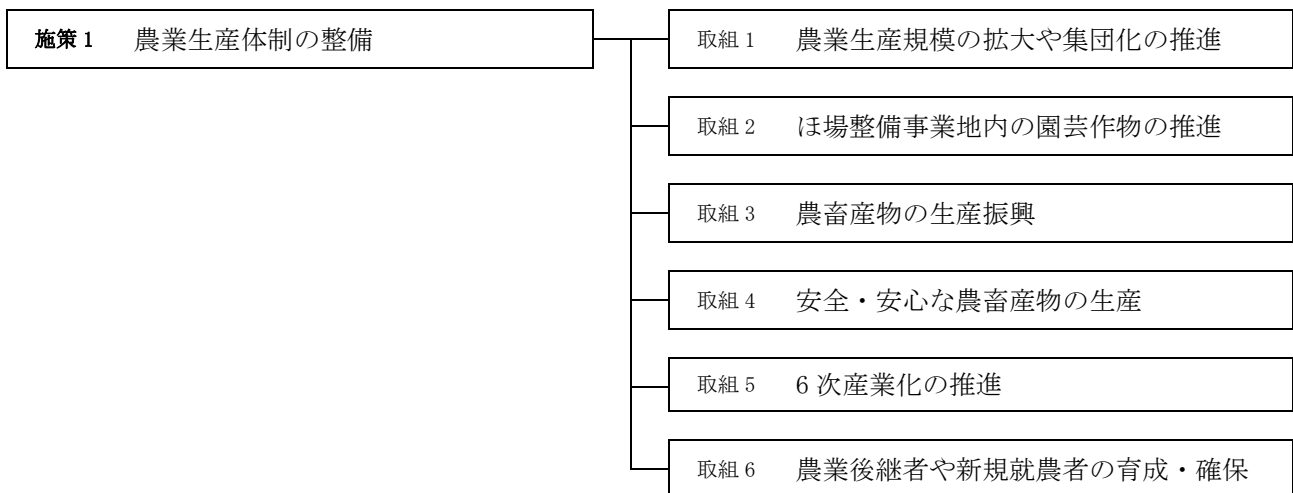 施策 1 農業生産体制の整備
取組 1 農業生産規模の拡大や集団化の推進
取組 2 ほ場整備事業地内の園芸作物の推進
取組 3 農畜産物の生産振興
取組 4 安全・安心な農畜産物の生産
取組 5 6 次産業化の推進
取組 6 農業後継者や新規就農者の育成・確保